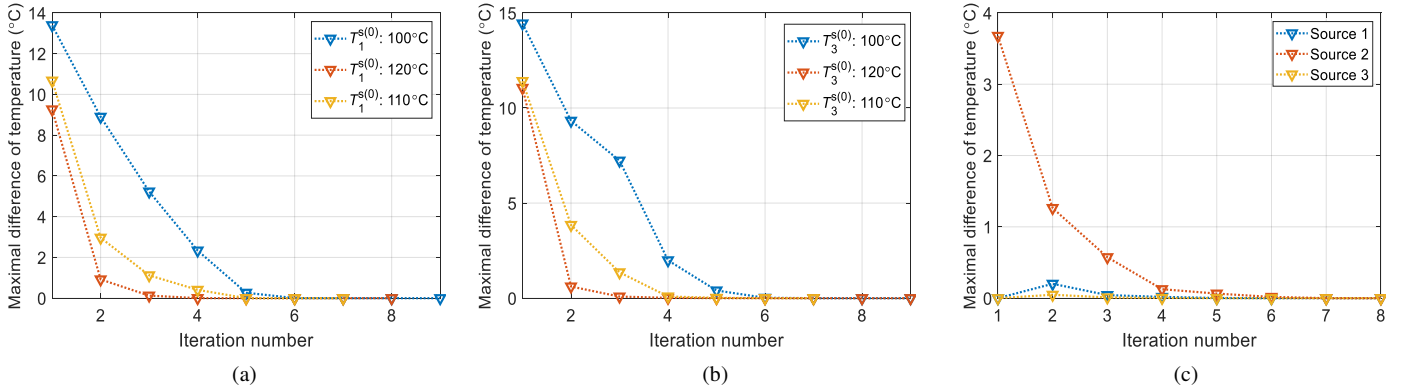 Maximal difference of temperature (°C)
14
12
10
8
6
4
2
0
2
4
6
8
Iteration number
T₁ˢ⁽⁰⁾: 100°C
T₁ˢ⁽⁰⁾: 120°C
T₁ˢ⁽⁰⁾: 110°C
(a)
Maximal difference of temperature (°C)
15
10
5
0
2
4
6
8
Iteration number
T₃ˢ⁽⁰⁾: 100°C
T₃ˢ⁽⁰⁾: 120°C
T₃ˢ⁽⁰⁾: 110°C
(b)
Maximal difference of temperature (°C)
4
3
2
1
0
1
2
3
4
5
6
7
8
Iteration number
Source 1
Source 2
Source 3
(c)